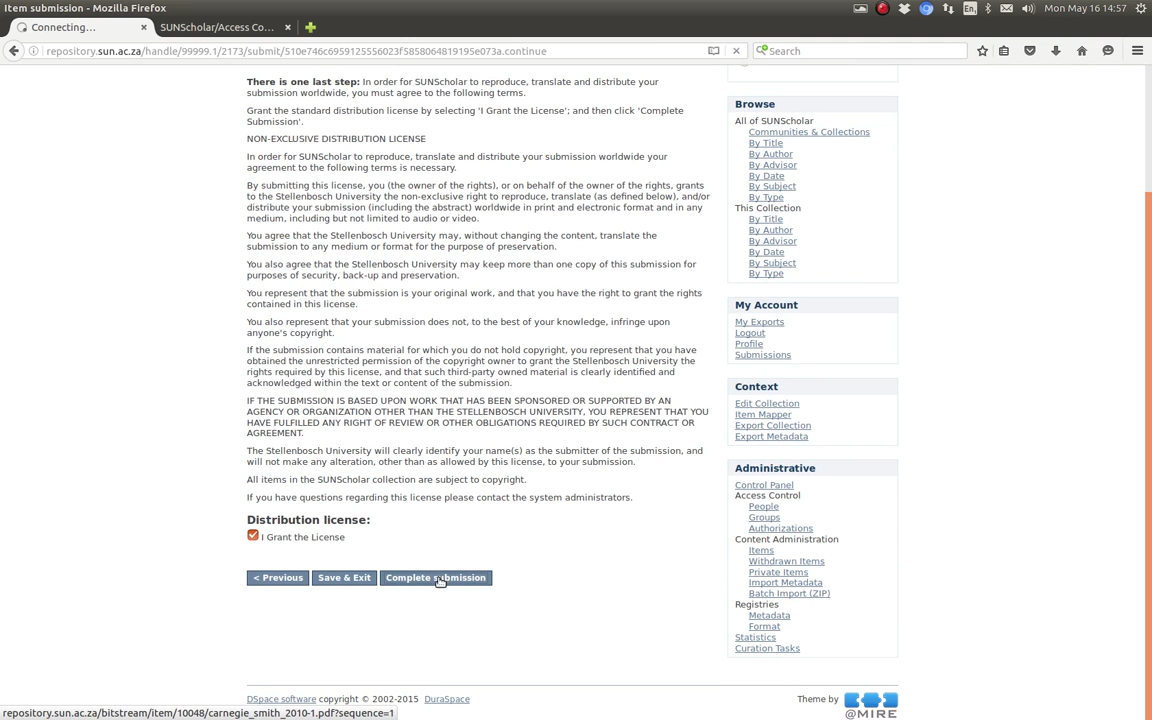 Item submission - Mozilla Firefox
En
Mon May 16 14:57
Connecting...
SUNScholar/Access Co...
repository.sun.ac.za/handle/99999.1/2173/submit/510e746c6959125556023f5858064819195e073a.continue
Search
There is one last step: In order for SUNScholar to reproduce, translate and distribute your
submission worldwide, you must agree to the following terms.
Grant the standard distribution license by selecting 'I Grant the License'; and then click 'Complete
Submission'.
NON-EXCLUSIVE DISTRIBUTION LICENSE
In order for SUNScholar to reproduce, translate and distribute your submission worldwide your
agreement to the following terms is necessary.
By submitting this license, you (the owner of the rights), or on behalf of the owner of the rights, grants
to the Stellenbosch University the non-exclusive right to reproduce, translate (as defined below), and/or
distribute your submission (including the abstract) worldwide in print and electronic format and in any
medium, including but not limited to audio or video.
You agree that the Stellenbosch University may, without changing the content, translate the
submission to any medium or format for the purpose of preservation.
You also agree that the Stellenbosch University may keep more than one copy of this submission for
purposes of security, back-up and preservation.
You represent that the submission is your original work, and that you have the right to grant the rights
contained in this license.
You also represent that your submission does not, to the best of your knowledge, infringe upon
anyone's copyright.
If the submission contains material for which you do not hold copyright, you represent that you have
obtained the unrestricted permission of the copyright owner to grant the Stellenbosch University the
rights required by this license, and that such third-party owned material is clearly identified and
acknowledged within the text or content of the submission.
IF THE SUBMISSION IS BASED UPON WORK THAT HAS BEEN SPONSORED OR SUPPORTED BY AN
AGENCY OR ORGANIZATION OTHER THAN THE STELLENBOSCH UNIVERSITY, YOU REPRESENT THAT YOU
HAVE FULFILLED ANY RIGHT OF REVIEW OR OTHER OBLIGATIONS REQUIRED BY SUCH CONTRACT OR
AGREEMENT.
The Stellenbosch University will clearly identify your name(s) as the submitter of the submission, and
will not make any alteration, other than as allowed by this license, to your submission.
All items in the SUNScholar collection are subject to copyright.
If you have questions regarding this license please contact the system administrators.
Distribution license:
I Grant the License
< Previous
Save & Exit
Complete submission
Browse
All of SUNScholar
Communities & Collections
By Title
By Author
By Advisor
By Date
By Subject
By Type
This Collection
By Title
By Author
By Advisor
By Date
By Subject
By Type
My Account
My Exports
Logout
Profile
Submissions
Context
Edit Collection
Item Mapper
Export Collection
Export Metadata
Administrative
Control Panel
Access Control
People
Groups
Authorizations
Content Administration
Items
Withdrawn Items
Private Items
Import Metadata
Batch Import (ZIP)
Registries
Metadata
Format
Statistics
Curation Tasks
DSpace software copyright © 2002-2015 DuraSpace
Theme by
@MIRE
repository.sun.ac.za/bitstream/item/10048/carnegie_smith_2010-1.pdf?sequence=1